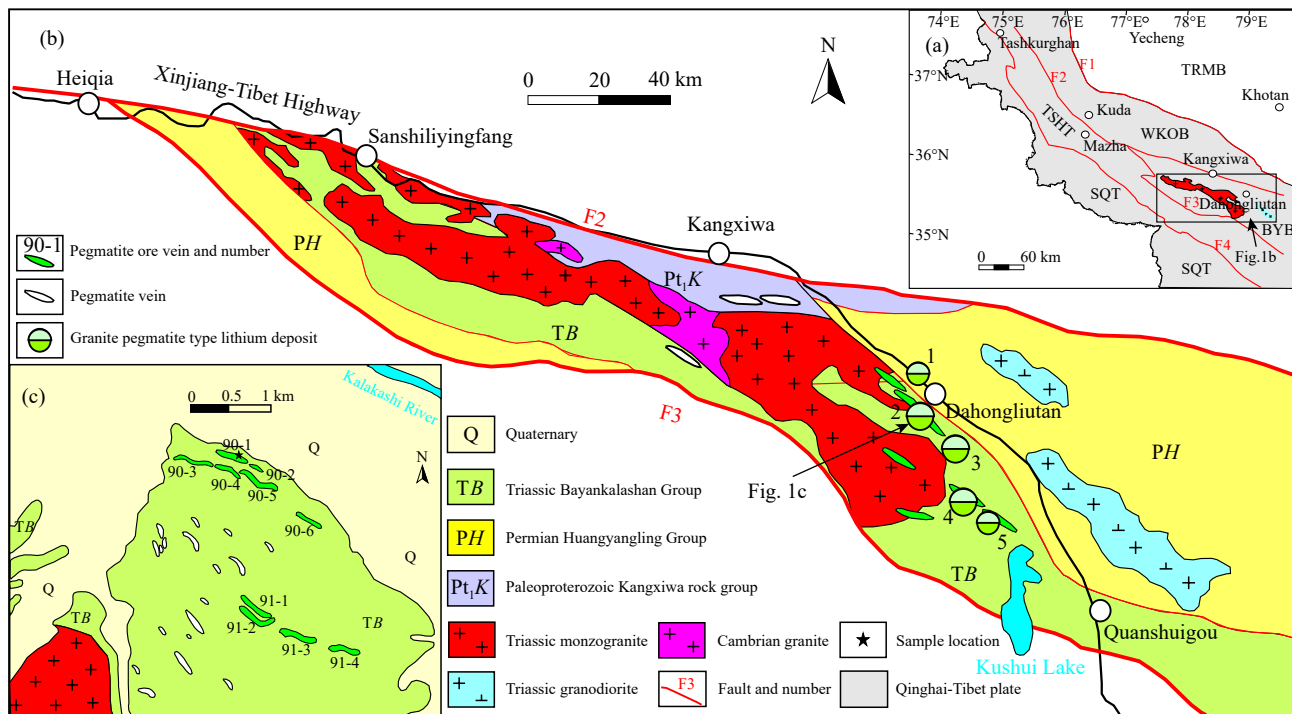 (b)
Heiqia
Xinjiang-Tibet Highway
Sanshiliyingfang
0 20 40 km
N
F2
Kangxiwa
PH
Pt₁K
TB
F3
1
Dahongliutan
2
3
Fig. 1c
4
5
PH
TB
Quanshuigou
Kushui Lake
90-1 Pegmatite ore vein and number
Pegmatite vein
Granite pegmatite type lithium deposit
(a)
74°E 75°E 76°E 77°E 78°E 79°E
Yecheng
Tashkurghan
F1
F2
TRMB
37°N
Khotan
Kuda
TSHT
WKOB
Mazha
36°N
Kangxiwa
SQT
F3
Dahongliutan
BYB
35°N
F4
Fig.1b
SQT
0 60 km
(c)
Kalakashi River
0 0.5 1 km
Q
N
90-1
90-3
90-2
90-4
90-5
90-6
TB
Q
Q
91-1
91-2
TB
TB
91-3
91-4
Q Quaternary
TB Triassic Bayankalashan Group
PH Permian Huangyangling Group
Pt₁K Paleoproterozoic Kangxiwa rock group
Triassic monzogranite
Cambrian granite
Sample location
Triassic granodiorite
F3 Fault and number
Qinghai-Tibet plate